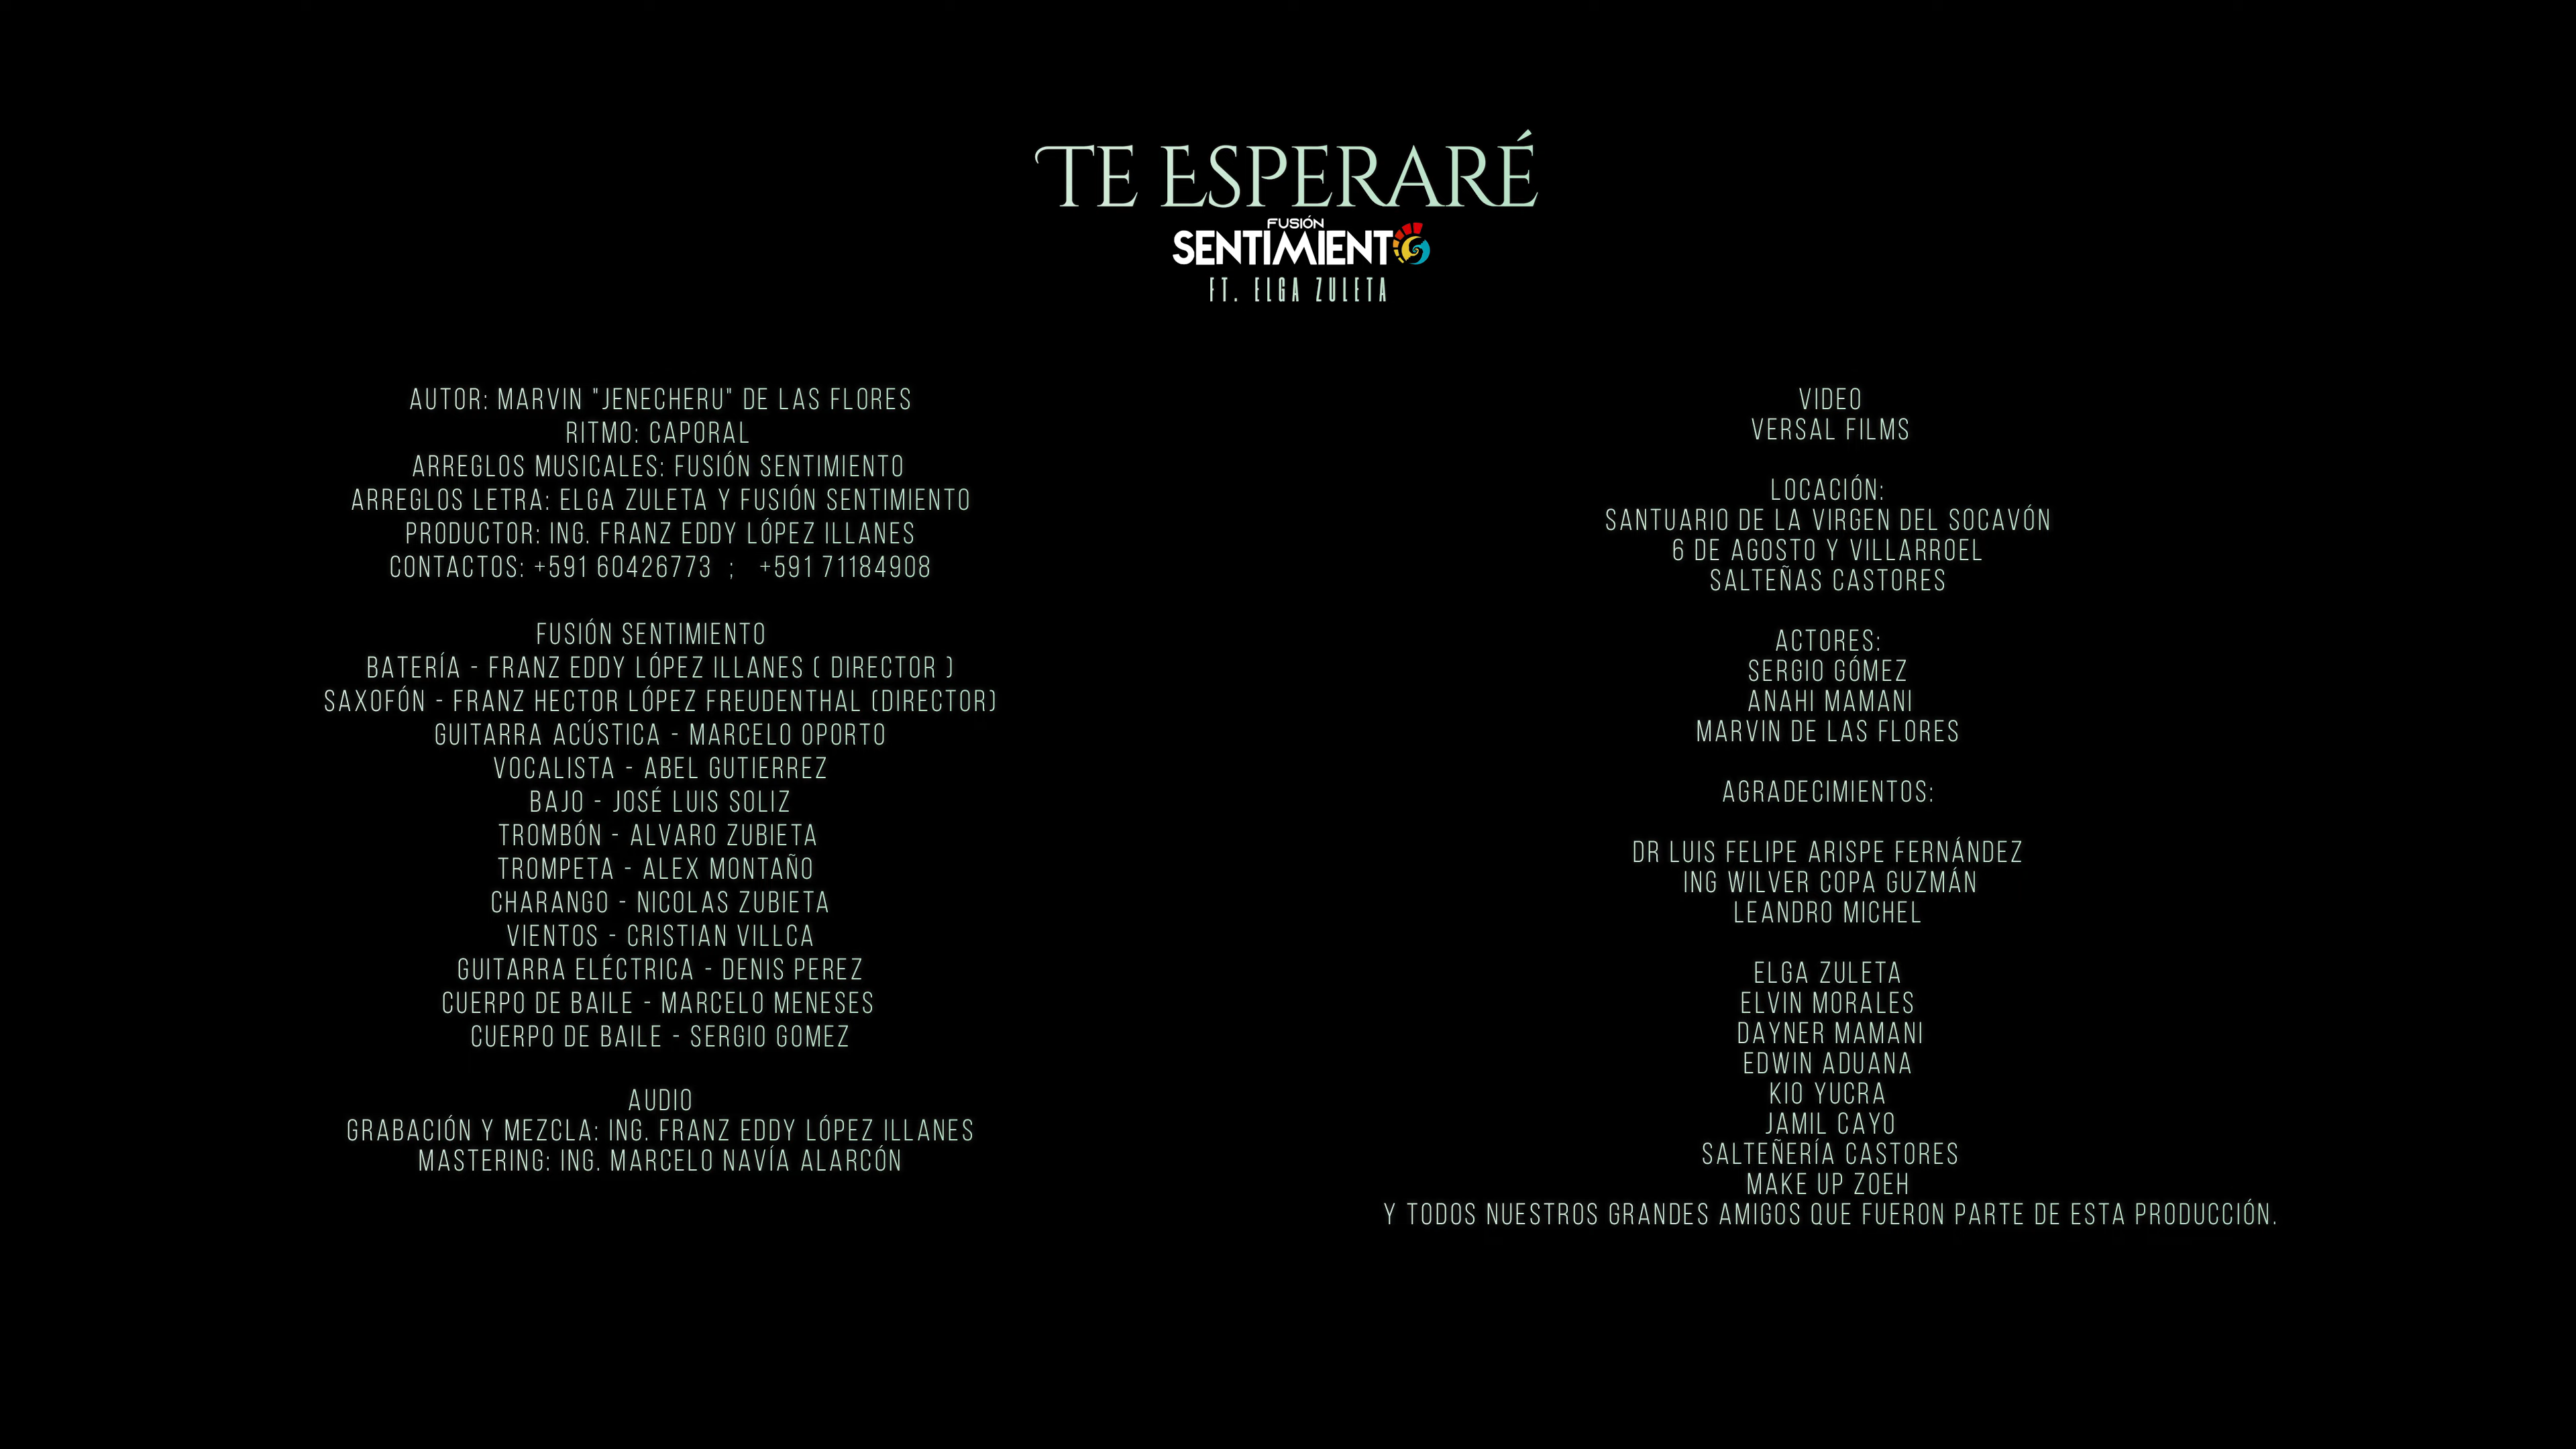 TE ESPERARÉ
FUSIÓN
SENTIMIENTO
FT. ELGA ZULETA
AUTOR: MARVIN "JENECHERU" DE LAS FLORES
RITMO: CAPORAL
ARREGLOS MUSICALES: FUSIÓN SENTIMIENTO
ARREGLOS LETRA: ELGA ZULETA Y FUSIÓN SENTIMIENTO
PRODUCTOR: ING. FRANZ EDDY LÓPEZ ILLANES
CONTACTOS: +591 60426773 ; +591 71184908
FUSIÓN SENTIMIENTO
BATERÍA - FRANZ EDDY LÓPEZ ILLANES ( DIRECTOR )
SAXOFÓN - FRANZ HECTOR LÓPEZ FREUDENTHAL (DIRECTOR)
GUITARRA ACÚSTICA - MARCELO OPORTO
VOCALISTA - ABEL GUTIERREZ
BAJO - JOSÉ LUIS SOLIZ
TROMBÓN - ALVARO ZUBIETA
TROMPETA - ALEX MONTAÑO
CHARANGO - NICOLAS ZUBIETA
VIENTOS - CRISTIAN VILLCA
GUITARRA ELÉCTRICA - DENIS PEREZ
CUERPO DE BAILE - MARCELO MENESES
CUERPO DE BAILE - SERGIO GOMEZ
AUDIO
GRABACIÓN Y MEZCLA: ING. FRANZ EDDY LÓPEZ ILLANES
MASTERING: ING. MARCELO NAVÍA ALARCÓN
VIDEO
VERSAL FILMS
LOCACIÓN:
SANTUARIO DE LA VIRGEN DEL SOCAVÓN
6 DE AGOSTO Y VILLARROEL
SALTEÑAS CASTORES
ACTORES:
SERGIO GÓMEZ
ANAHI MAMANI
MARVIN DE LAS FLORES
AGRADECIMIENTOS:
DR LUIS FELIPE ARISPE FERNÁNDEZ
ING WILVER COPA GUZMÁN
LEANDRO MICHEL
ELGA ZULETA
ELVIN MORALES
DAYNER MAMANI
EDWIN ADUANA
KIO YUCRA
JAMIL CAYO
SALTEÑERÍA CASTORES
MAKE UP ZOEH
Y TODOS NUESTROS GRANDES AMIGOS QUE FUERON PARTE DE ESTA PRODUCCIÓN.